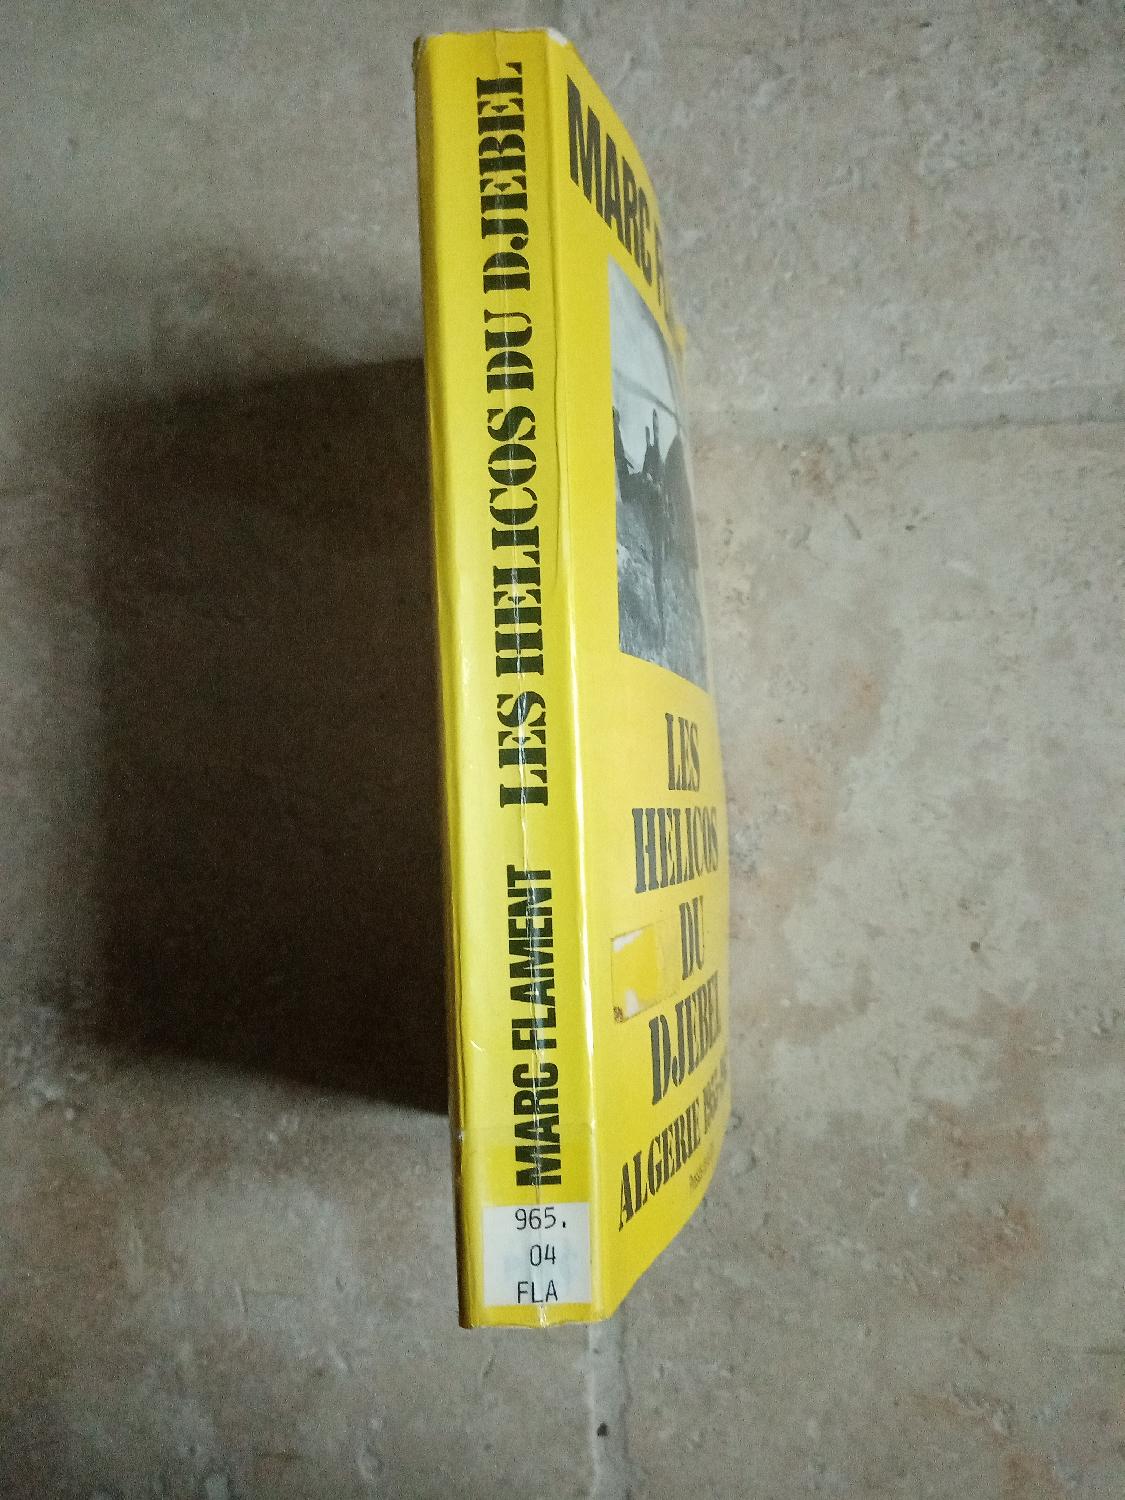 MARC FLAMENT LES HELICOS DU DJEBEL
965.
04
FLA
MARC
LES
HELICOS
DU
DJEBEL
ALGERIE